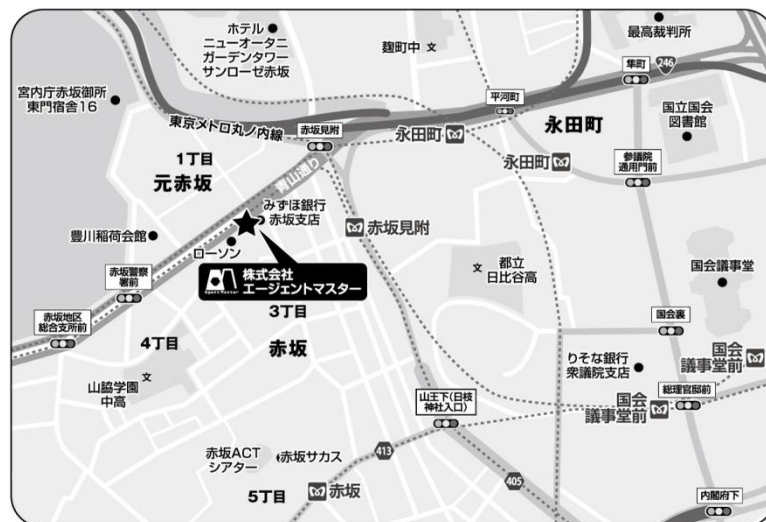 ホテル
ニューオータニ
ガーデンタワー
サンローゼ赤坂
麹町中
文
最高裁判所
隼町
246
宮内庁赤坂御所
東門宿舎16
平河町
国立国会
図書館
東京メトロ丸ノ内線
赤坂見附
永田町
永田町
永田町
参議院
通用門前
1丁目
元赤坂
青山通り
みずほ銀行
赤坂支店
赤坂見附
豊川稲荷会館
ローソン
株式会社
エージェントマスター
文
都立
日比谷高
国会議事堂
赤坂警察
署前
3丁目
赤坂
赤坂地区
総合支所前
4丁目
国会裏
文
山脇学園
中高
りそな銀行
衆議院支店
国会
議事堂前
山王下(日枝
神社入口)
総理官邸前
国会
議事堂前
赤坂ACT
シアター
赤坂サカス
413
405
5丁目
赤坂
内閣府下